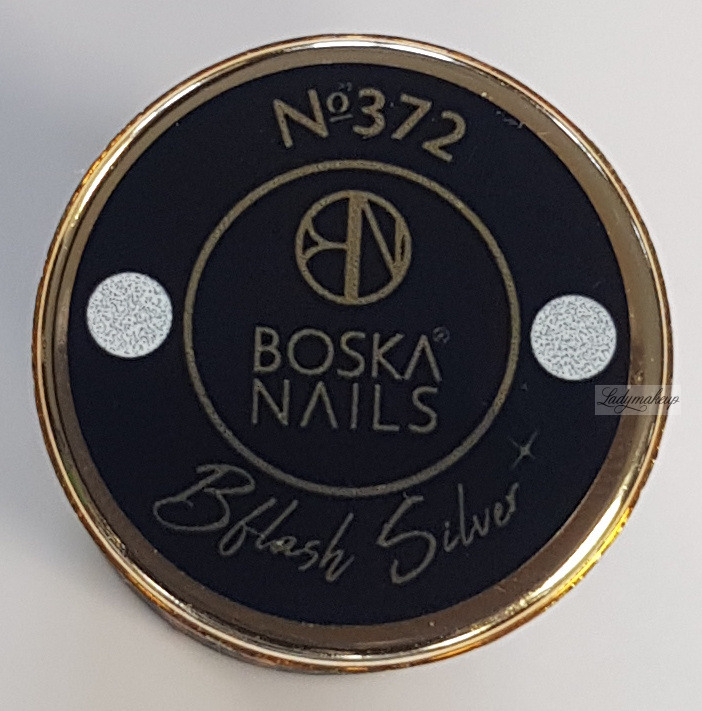 Nº372
BN
BOSKA®
NAILS
Bflash Silver
Ladymakeup